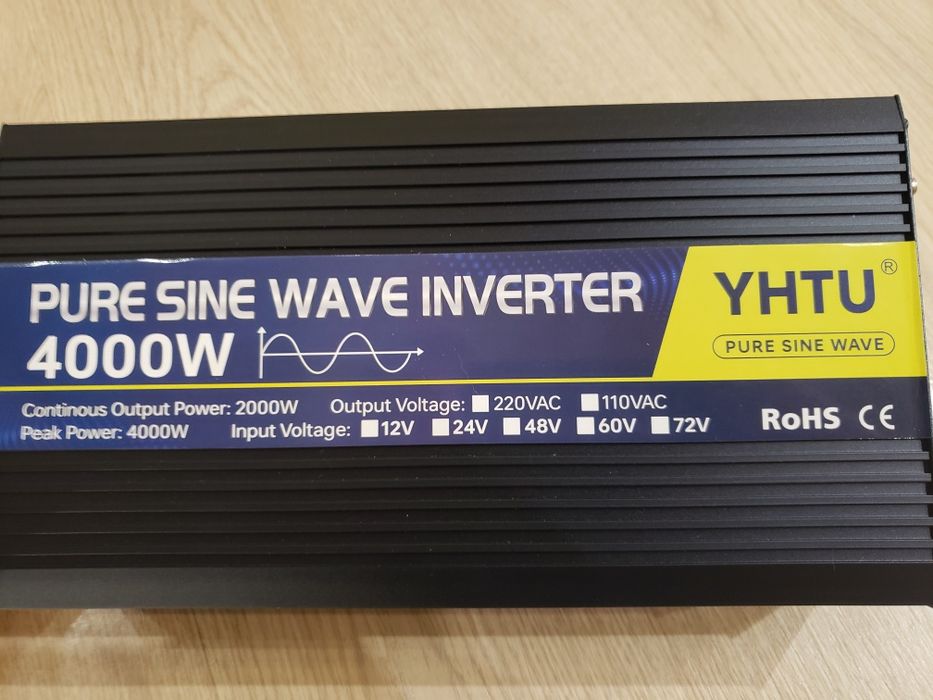 PURE SINE WAVE INVERTER
4000W
YHTU®
PURE SINE WAVE
Continous Output Power: 2000W Output Voltage: 220VAC 110VAC
Peak Power: 4000W Input Voltage: 12V 24V 48V 60V 72V
RoHS CE